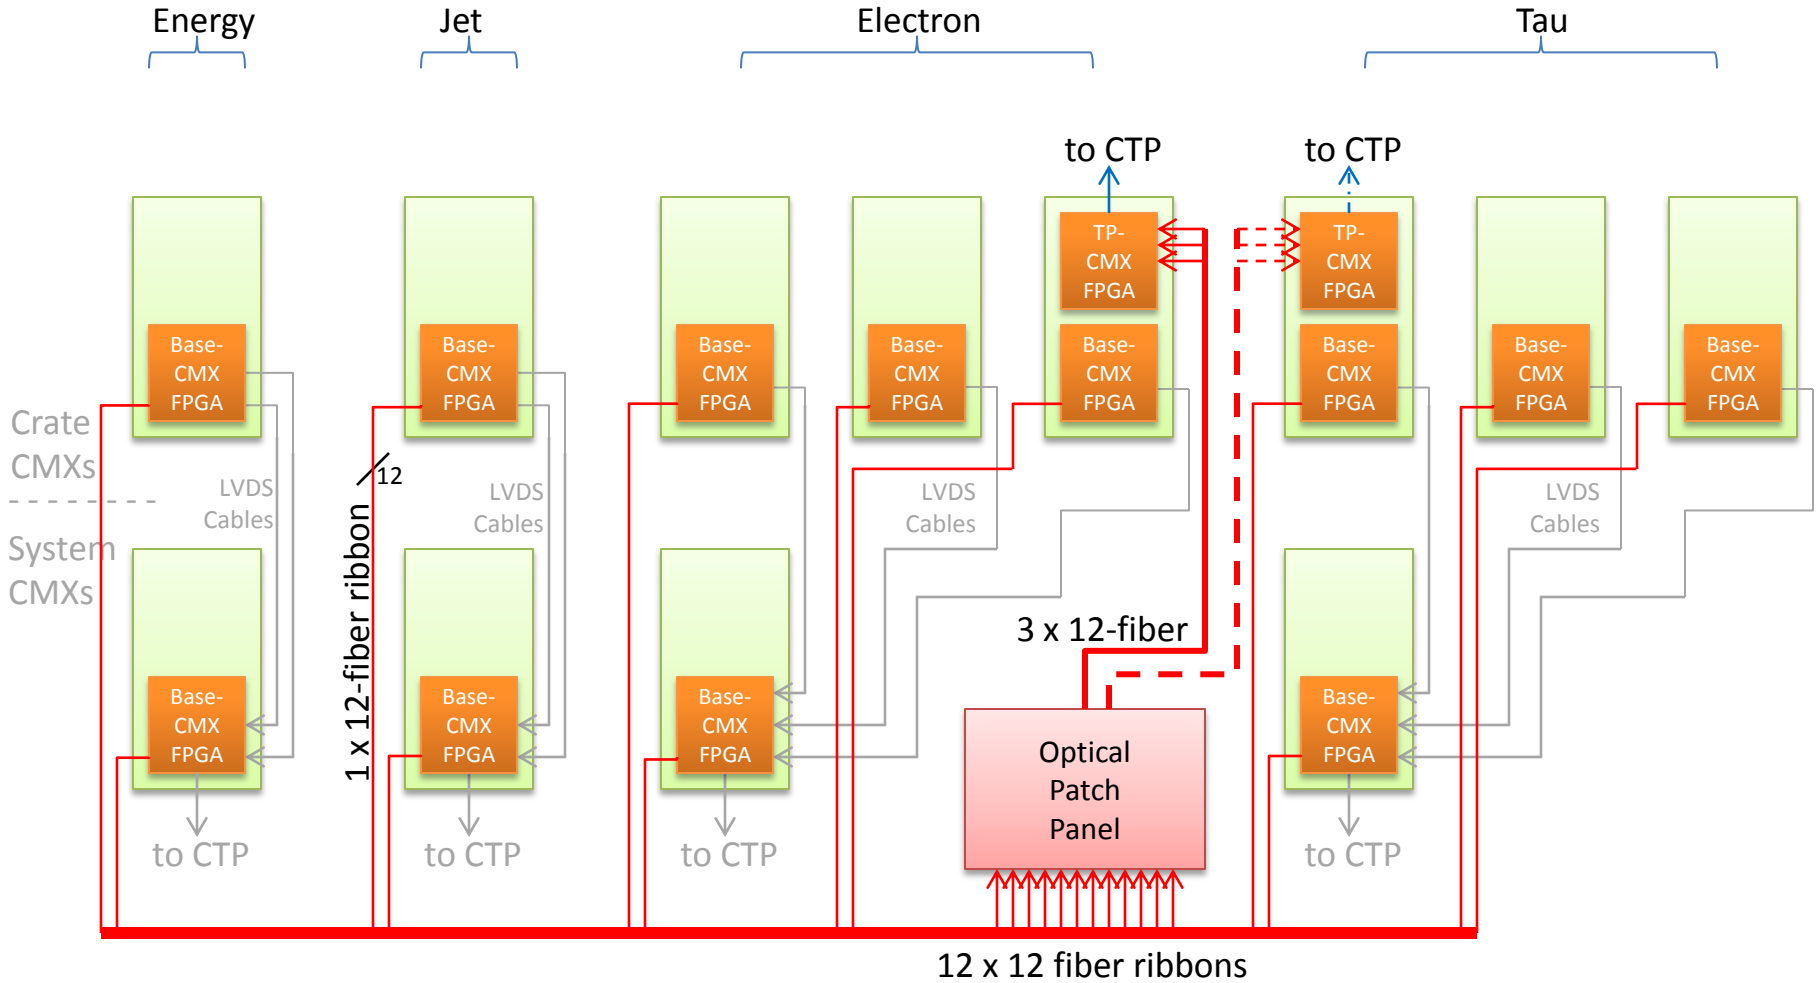 Energy
Jet
Electron
Tau
to CTP
to CTP
TP-
CMX
FPGA
TP-
CMX
FPGA
Base-
CMX
FPGA
Base-
CMX
FPGA
Base-
CMX
FPGA
Base-
CMX
FPGA
Base-
CMX
FPGA
Base-
CMX
FPGA
Base-
CMX
FPGA
Base-
CMX
FPGA
Crate
CMXs
System
CMXs
12
1 x 12-fiber ribbon
LVDS
Cables
LVDS
Cables
LVDS
Cables
LVDS
Cables
3 x 12-fiber
Base-
CMX
FPGA
Base-
CMX
FPGA
Base-
CMX
FPGA
Base-
CMX
FPGA
Optical
Patch
Panel
to CTP
to CTP
to CTP
to CTP
12 x 12 fiber ribbons